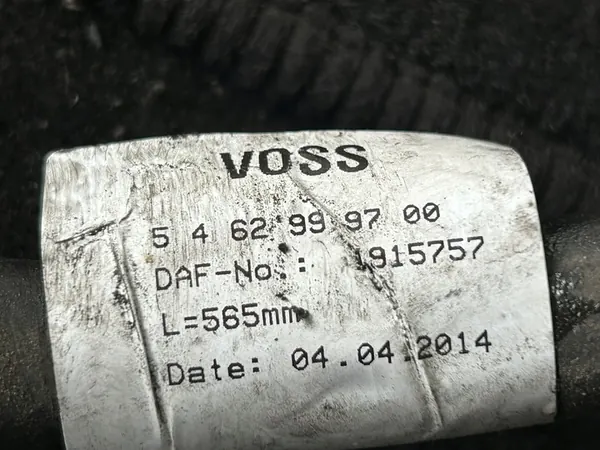 VOSS
5 4 62 99 97 00
DAF-No.: 1915757
L=565mm
Date: 04.04.2014